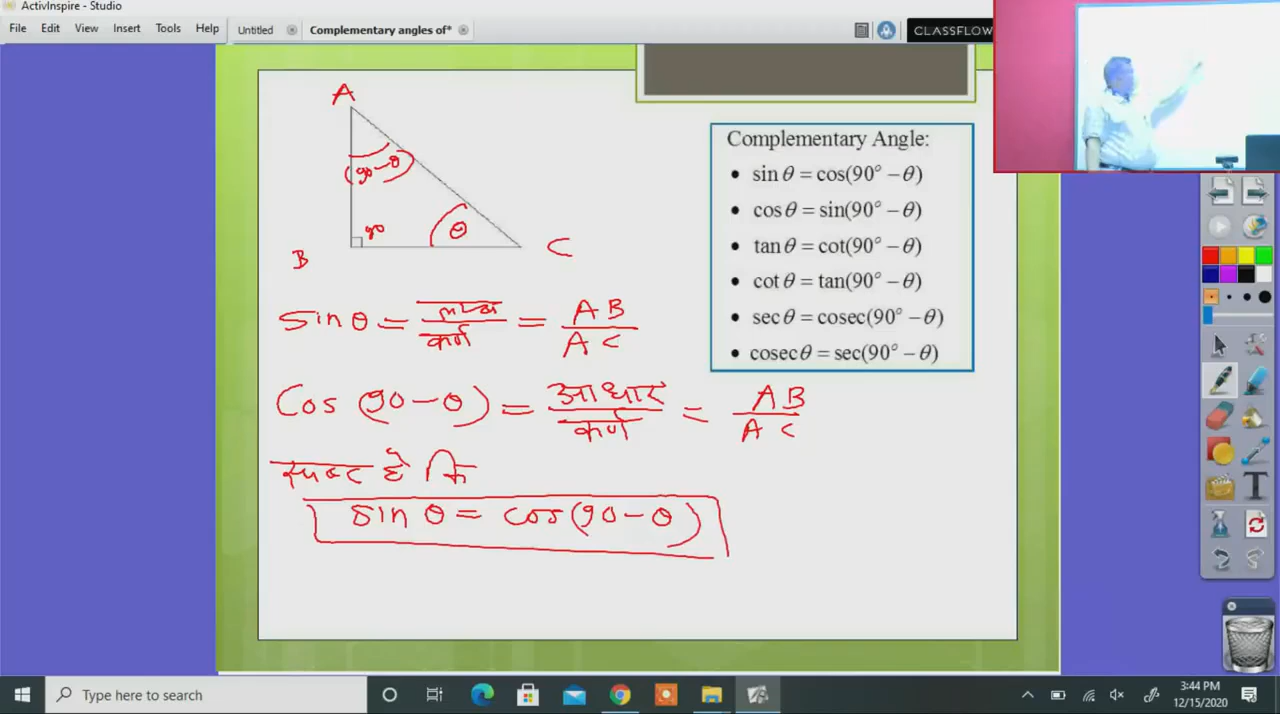 ActivInspire - Studio
File Edit View Insert Tools Help Untitled Complementary angles of* CLASSFLOW
A
(90-θ)
90
θ
B
C
Complementary Angle:
• sin θ = cos(90° − θ)
• cos θ = sin(90° − θ)
• tan θ = cot(90° − θ)
• cot θ = tan(90° − θ)
• sec θ = cosec(90° − θ)
• cosec θ = sec(90° − θ)
sin θ = लम्ब/कर्ण = AB/AC
Cos (90-θ) = आधार/कर्ण = AB/AC
स्पष्ट है कि
sin θ = cos(90-θ)
Type here to search
3:44 PM
12/15/2020